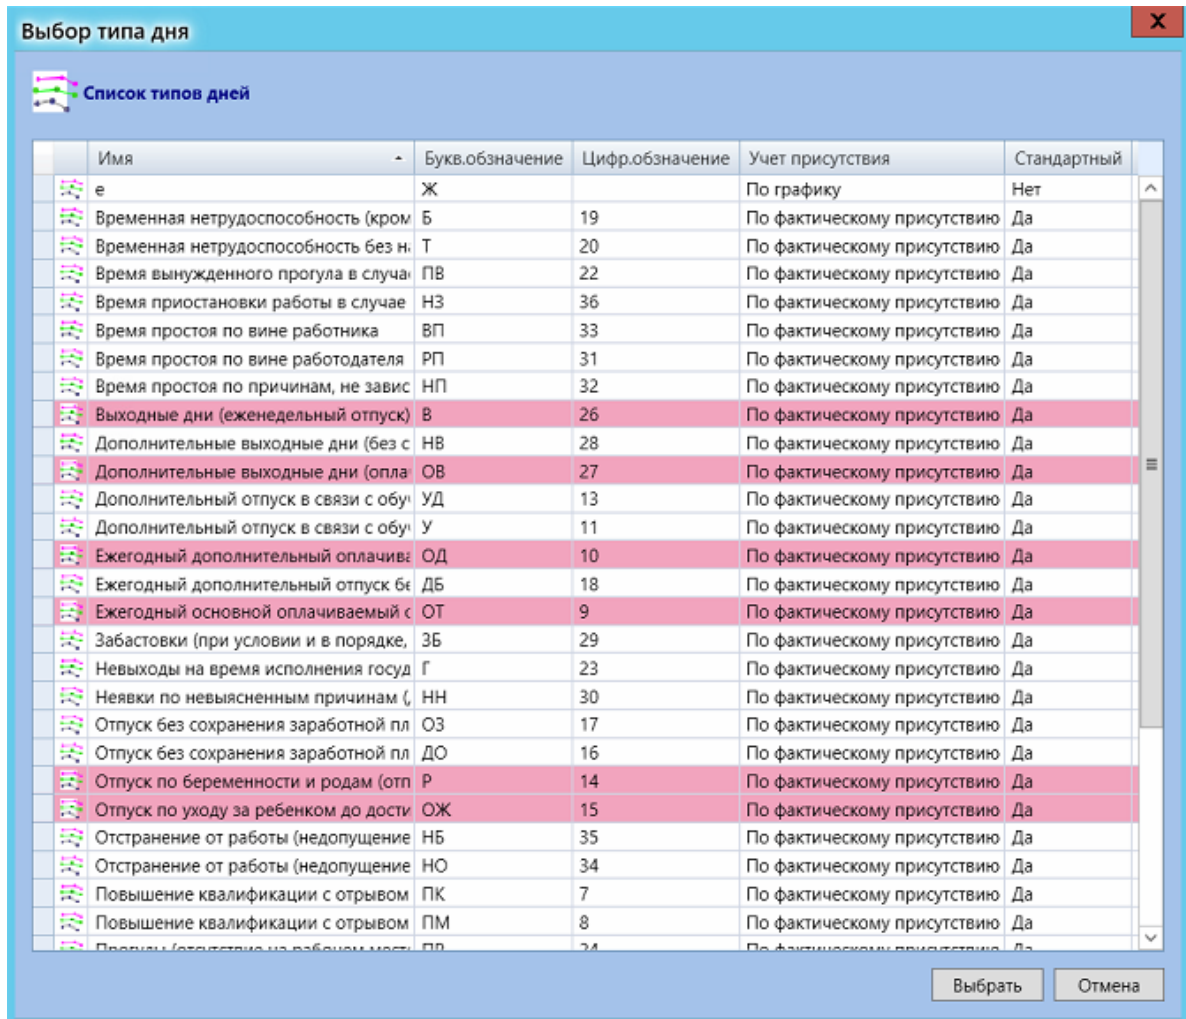 Выбор типа дня
X
Список типов дней
Имя Букв.обзначение Цифр.обзначение Учет присутствия Стандартный
е Ж По графику Нет
Временная нетрудоспособность (кром Б 19 По фактическому присутствию Да
Временная нетрудоспособность без н Т 20 По фактическому присутствию Да
Время вынужденного прогула в случа ПВ 22 По фактическому присутствию Да
Время приостановки работы в случае НЗ 36 По фактическому присутствию Да
Время простоя по вине работника ВП 33 По фактическому присутствию Да
Время простоя по вине работодателя РП 31 По фактическому присутствию Да
Время простоя по причинам, не завис НП 32 По фактическому присутствию Да
Выходные дни (еженедельный отпуск) В 26 По фактическому присутствию Да
Дополнительные выходные дни (без с НВ 28 По фактическому присутствию Да
Дополнительные выходные дни (опла ОВ 27 По фактическому присутствию Да
Дополнительный отпуск в связи с обу УД 13 По фактическому присутствию Да
Дополнительный отпуск в связи с обу У 11 По фактическому присутствию Да
Ежегодный дополнительный оплачива ОД 10 По фактическому присутствию Да
Ежегодный дополнительный отпуск бе ДБ 18 По фактическому присутствию Да
Ежегодный основной оплачиваемый о ОТ 9 По фактическому присутствию Да
Забастовки (при условии и в порядке, ЗБ 29 По фактическому присутствию Да
Невыходы на время исполнения госуд Г 23 По фактическому присутствию Да
Неявки по невыясненным причинам (, НН 30 По фактическому присутствию Да
Отпуск без сохранения заработной пл ОЗ 17 По фактическому присутствию Да
Отпуск без сохранения заработной пл ДО 16 По фактическому присутствию Да
Отпуск по беременности и родам (отп Р 14 По фактическому присутствию Да
Отпуск по уходу за ребенком до дости ОЖ 15 По фактическому присутствию Да
Отстранение от работы (недопущение НБ 35 По фактическому присутствию Да
Отстранение от работы (недопущение НО 34 По фактическому присутствию Да
Повышение квалификации с отрывом ПК 7 По фактическому присутствию Да
Повышение квалификации с отрывом ПМ 8 По фактическому присутствию Да
Прогулы (отсутствие на рабочем мест ПР 24 По фактическому присутствию Да
Выбрать Отмена